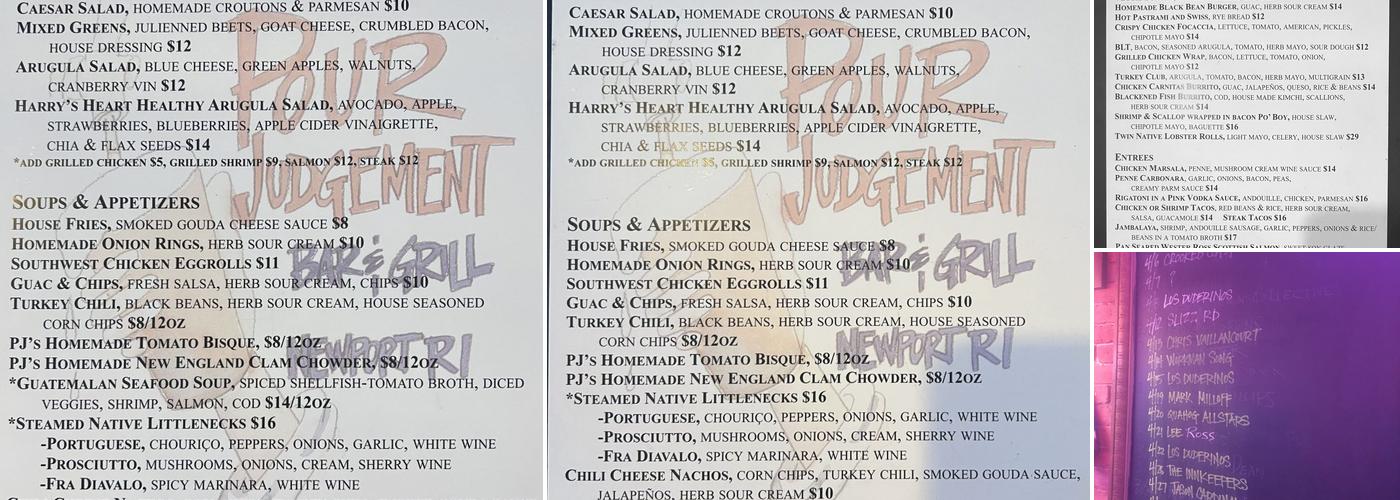 CAESAR SALAD, HOMEMADE CROUTONS & PARMESAN $10
MIXED GREENS, JULIENNED BEETS, GOAT CHEESE, CRUMBLED BACON,
HOUSE DRESSING $12
ARUGULA SALAD, BLUE CHEESE, GREEN APPLES, WALNUTS,
CRANBERRY VIN $12
HARRY'S HEART HEALTHY ARUGULA SALAD, AVOCADO, APPLE,
STRAWBERRIES, BLUEBERRIES, APPLE CIDER VINAIGRETTE,
CHIA & FLAX SEEDS $14
*ADD GRILLED CHICKEN $5, GRILLED SHRIMP $9, SALMON $12, STEAK $12
SOUPS & APPETIZERS
HOUSE FRIES, SMOKED GOUDA CHEESE SAUCE $8
HOMEMADE ONION RINGS, HERB SOUR CREAM $10
SOUTHWEST CHICKEN EGGROLLS $11
GUAC & CHIPS, FRESH SALSA, HERB SOUR CREAM, CHIPS $10
TURKEY CHILI, BLACK BEANS, HERB SOUR CREAM, HOUSE SEASONED
CORN CHIPS $8/12OZ
PJ'S HOMEMADE TOMATO BISQUE, $8/12OZ
PJ'S HOMEMADE NEW ENGLAND CLAM CHOWDER, $8/12OZ
*GUATEMALAN SEAFOOD SOUP, SPICED SHELLFISH-TOMATO BROTH, DICED
VEGGIES, SHRIMP, SALMON, COD $14/12OZ
*STEAMED NATIVE LITTLENECKS $16
-PORTUGUESE, CHOURIÇO, PEPPERS, ONIONS, GARLIC, WHITE WINE
-PROSCIUTTO, MUSHROOMS, ONIONS, CREAM, SHERRY WINE
-FRA DIAVALO, SPICY MARINARA, WHITE WINE
POUR
JUDGEMENT
BAR & GRILL
NEWPORT RI
CAESAR SALAD, HOMEMADE CROUTONS & PARMESAN $10
MIXED GREENS, JULIENNED BEETS, GOAT CHEESE, CRUMBLED BACON,
HOUSE DRESSING $12
ARUGULA SALAD, BLUE CHEESE, GREEN APPLES, WALNUTS,
CRANBERRY VIN $12
HARRY'S HEART HEALTHY ARUGULA SALAD, AVOCADO, APPLE,
STRAWBERRIES, BLUEBERRIES, APPLE CIDER VINAIGRETTE,
CHIA & FLAX SEEDS $14
*ADD GRILLED CHICKEN $5, GRILLED SHRIMP $9, SALMON $12, STEAK $12
SOUPS & APPETIZERS
HOUSE FRIES, SMOKED GOUDA CHEESE SAUCE $8
HOMEMADE ONION RINGS, HERB SOUR CREAM $10
SOUTHWEST CHICKEN EGGROLLS $11
GUAC & CHIPS, FRESH SALSA, HERB SOUR CREAM, CHIPS $10
TURKEY CHILI, BLACK BEANS, HERB SOUR CREAM, HOUSE SEASONED
CORN CHIPS $8/12OZ
PJ'S HOMEMADE TOMATO BISQUE, $8/12OZ
PJ'S HOMEMADE NEW ENGLAND CLAM CHOWDER, $8/12OZ
*STEAMED NATIVE LITTLENECKS $16
-PORTUGUESE, CHOURIÇO, PEPPERS, ONIONS, GARLIC, WHITE WINE
-PROSCIUTTO, MUSHROOMS, ONIONS, CREAM, SHERRY WINE
-FRA DIAVALO, SPICY MARINARA, WHITE WINE
CHILI CHEESE NACHOS, CORN CHIPS, TURKEY CHILI, SMOKED GOUDA SAUCE,
JALAPEÑOS, HERB SOUR CREAM $10
POUR
JUDGEMENT
BAR & GRILL
NEWPORT RI
HOMEMADE BLACK BEAN BURGER, GUAC, HERB SOUR CREAM $14
HOT PASTRAMI AND SWISS, RYE BREAD $12
CRISPY CHICKEN FOCACCIA, LETTUCE, TOMATO, AMERICAN, PICKLES,
CHIPOTLE MAYO $14
BLT, BACON, SEASONED ARUGULA, TOMATO, HERB MAYO, SOUR DOUGH $12
GRILLED CHICKEN WRAP, BACON, LETTUCE, TOMATO, ONION,
CHIPOTLE MAYO $12
TURKEY CLUB, ARUGULA, TOMATO, BACON, HERB MAYO, MULTIGRAIN $13
CHICKEN CARNITAS BURRITO, GUAC, JALAPEÑOS, QUESO, RICE & BEANS $14
BLACKENED FISH BURRITO, COD, HOUSE MADE KIMCHI, SCALLIONS,
HERB SOUR CREAM $14
SHRIMP & SCALLOP WRAPPED IN BACON PO' BOY, HOUSE SLAW,
CHIPOTLE MAYO, BAGUETTE $16
TWIN NATIVE LOBSTER ROLLS, LIGHT MAYO, CELERY, HOUSE SLAW $29
ENTREES
CHICKEN MARSALA, PENNE, MUSHROOM CREAM WINE SAUCE $14
PENNE CARBONARA, GARLIC, ONIONS, BACON, PEAS,
CREAMY PARM SAUCE $14
RIGATONI IN A PINK VODKA SAUCE, ANDOUILLE, CHICKEN, PARMESAN $16
CHICKEN OR SHRIMP TACOS, RED BEANS & RICE, HERB SOUR CREAM,
SALSA, GUACAMOLE $14 STEAK TACOS $16
JAMBALAYA, SHRIMP, ANDOUILLE SAUSAGE, GARLIC, PEPPERS, ONIONS & RICE/
BEANS IN A TOMATO BROTH $17
4/6
4/7 ?
LOS DUDERINOS
4/12 SLIZZ RD
4/13 CHRIS VAILLANCOURT
4/14 WORKMAN SONG
4/15 LOS DUDERINOS
4/19 MARK MILLOFF
4/20 QUAHOG ALLSTARS
4/21 LEE ROSS
4/22 LOS DUDERINOS
4/26 THE INNKEEPERS
4/27 JASON